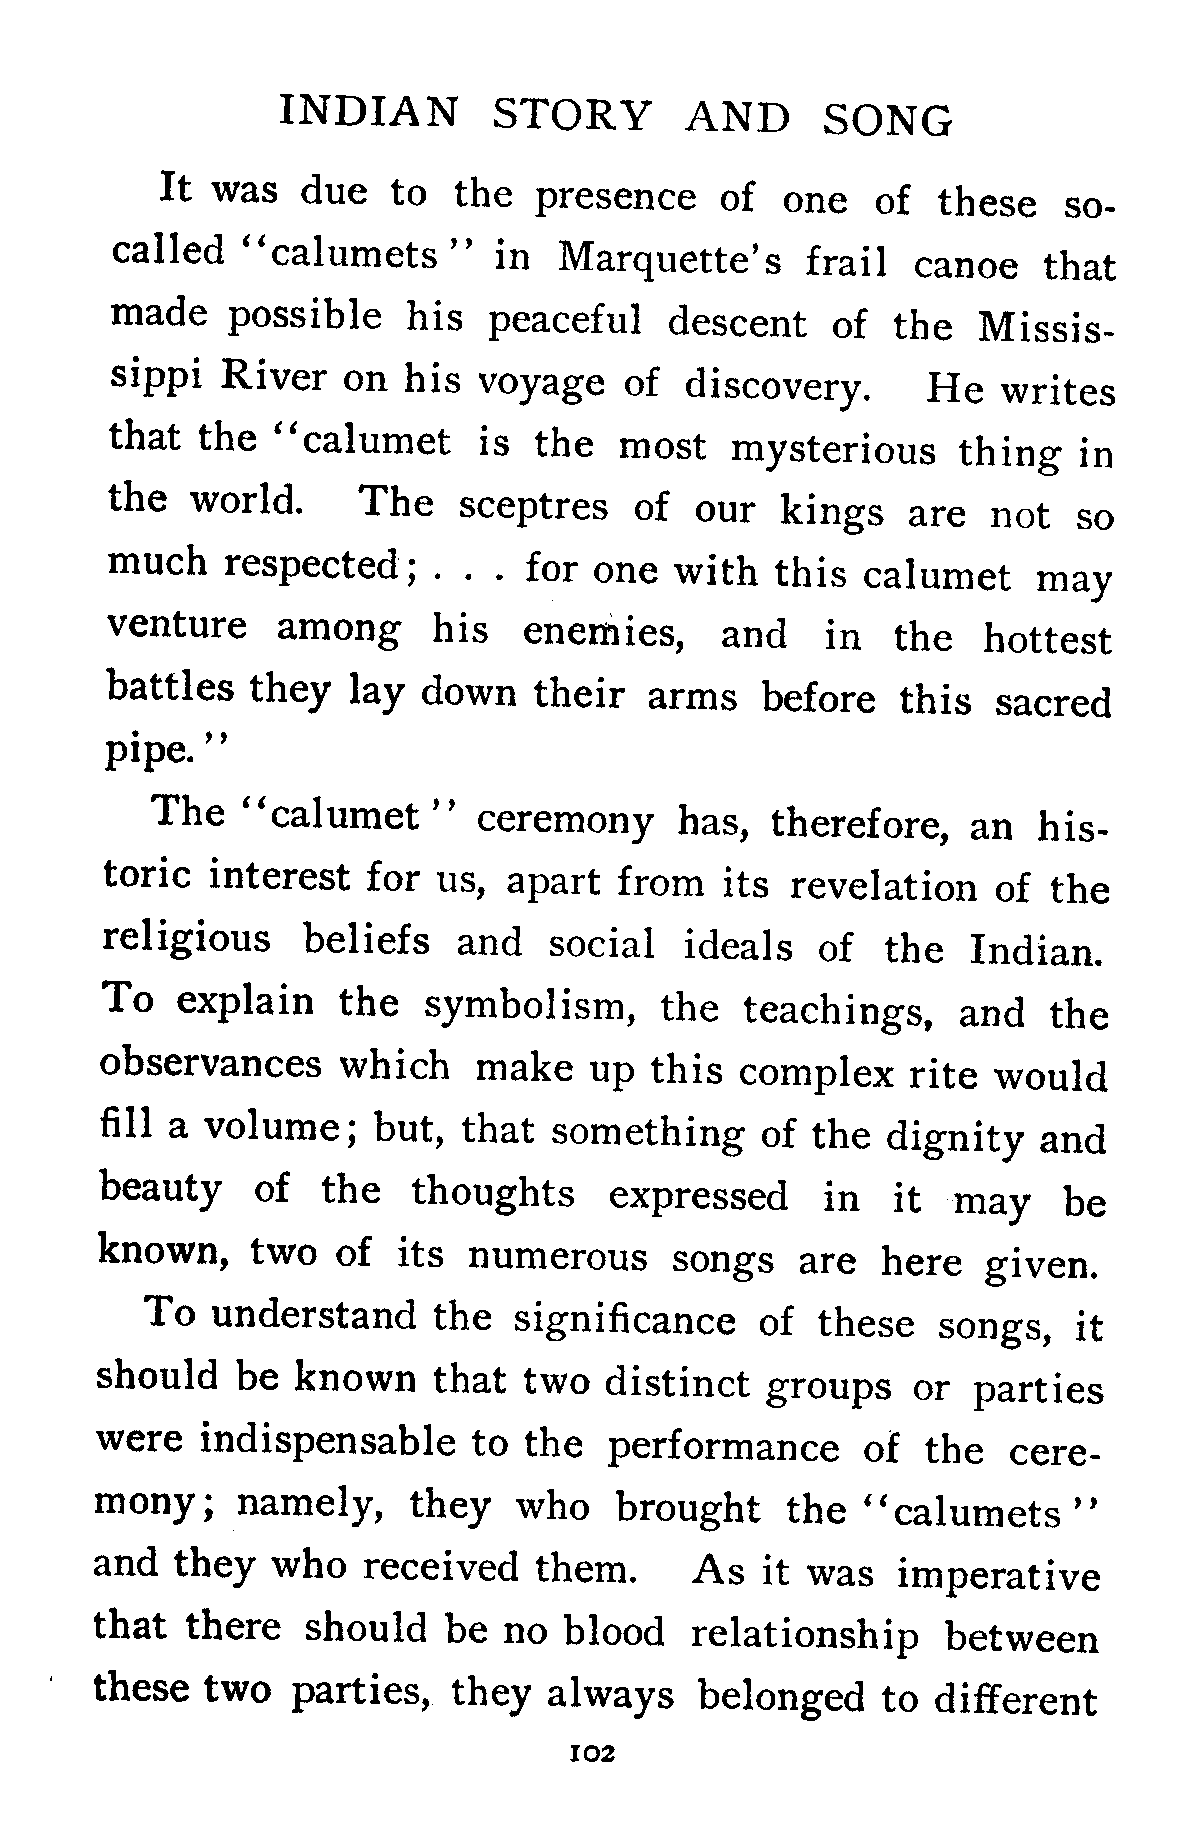 INDIAN STORY AND SONG
It was due to the presence of one of these so-
called “calumets” in Marquette's frail canoe that
made possible his peaceful descent of the Missis-
sippi River on his voyage of discovery. He writes
that the “calumet is the most mysterious thing in
the world. The sceptres of our kings are not so
much respected; . . . for one with this calumet may
venture among his enemies, and in the hottest
battles they lay down their arms before this sacred
pipe.”
The “calumet” ceremony has, therefore, an his-
toric interest for us, apart from its revelation of the
religious beliefs and social ideals of the Indian.
To explain the symbolism, the teachings, and the
observances which make up this complex rite would
fill a volume; but, that something of the dignity and
beauty of the thoughts expressed in it may be
known, two of its numerous songs are here given.
To understand the significance of these songs, it
should be known that two distinct groups or parties
were indispensable to the performance of the cere-
mony; namely, they who brought the “calumets”
and they who received them. As it was imperative
that there should be no blood relationship between
these two parties, they always belonged to different
102